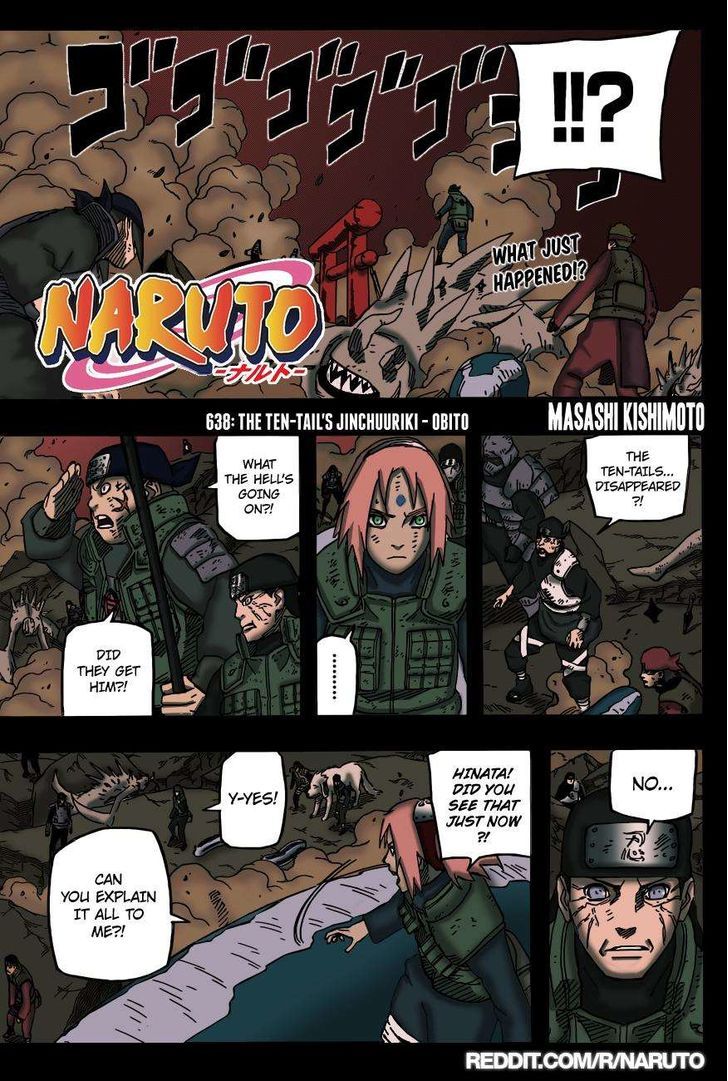 ゴゴゴゴゴゴ
!!?
WHAT JUST
HAPPENED!?
NARUTO
-ナルト-
638: THE TEN-TAIL'S JINCHUURIKI - OBITO
MASASHI KISHIMOTO
THE
TEN-TAILS...
DISAPPEARED
?!
.........
WHAT
THE HELL'S
GOING
ON?!
DID
THEY GET
HIM?!
NO...
HINATA!
DID YOU
SEE THAT
JUST NOW
?!
Y-YES!
CAN
YOU EXPLAIN
IT ALL TO
ME?!
REDDIT.COM/R/NARUTO